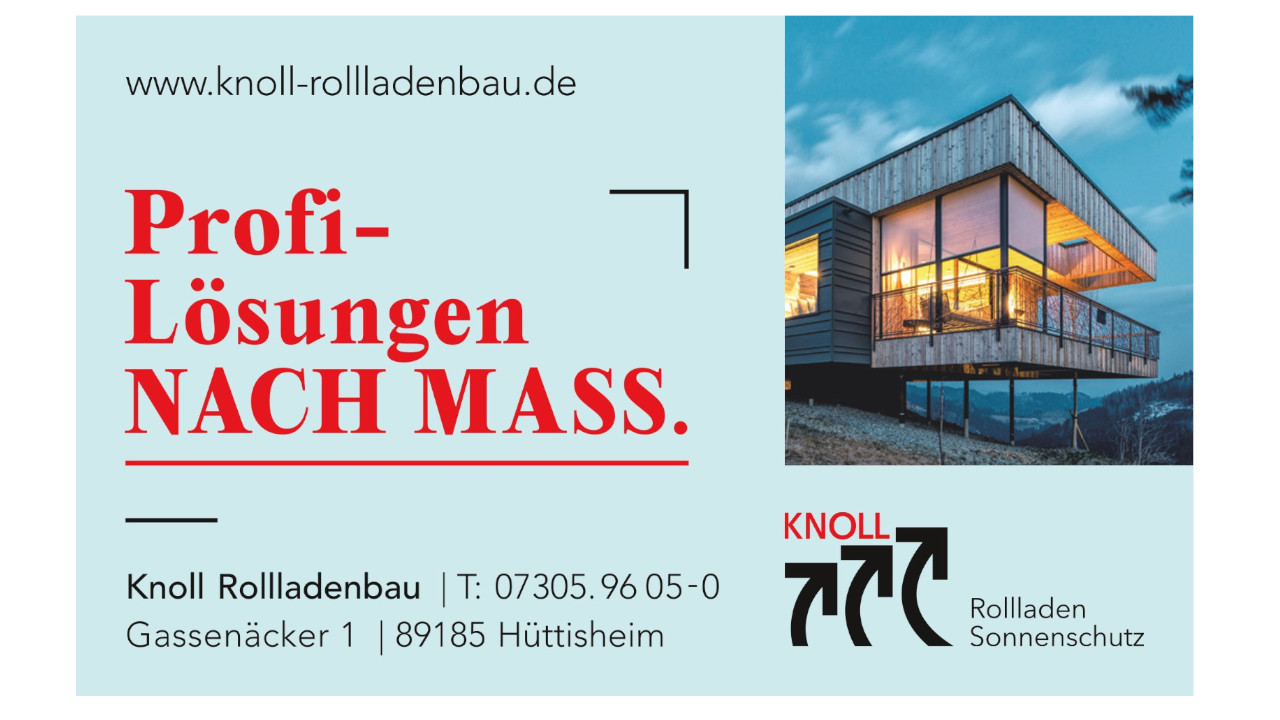 www.knoll-rollladenbau.de
Profi-
Lösungen
NACH MASS.
Knoll Rollladenbau | T: 07305.96 05-0
Gassenäcker 1 | 89185 Hüttisheim
KNOLL
Rollladen
Sonnenschutz